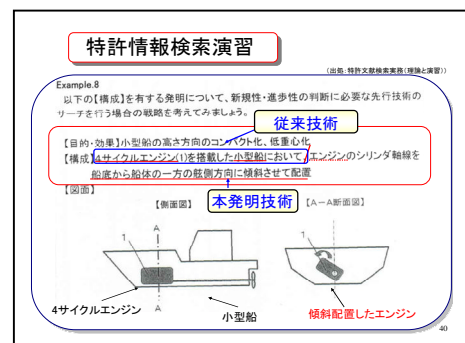 特許情報検索演習
(出処:特許文献検索実務(理論と演習))
Example.8
以下の【構成】を有する発明について、新規性・進歩性の判断に必要な先行技術の
サーチを行う場合の戦略を考えてみましょう。
従来技術
【目的・効果】小型船の高さ方向のコンパクト化、低重心化
【構成】4サイクルエンジン(1)を搭載した小型船において、エンジンのシリンダ軸線を
船底から船体の一方の舷側方向に傾斜させて配置
本発明技術
【図面】
【側面図】
【A-A断面図】
A
1
1
A
4サイクルエンジン
小型船
傾斜配置したエンジン
40